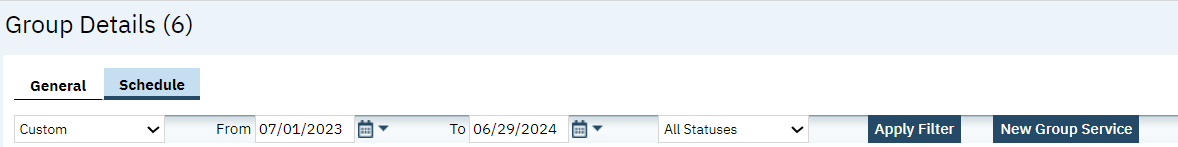 Group Details (6)
General Schedule
Custom From 07/01/2023 To 06/29/2024 All Statuses Apply Filter New Group Service